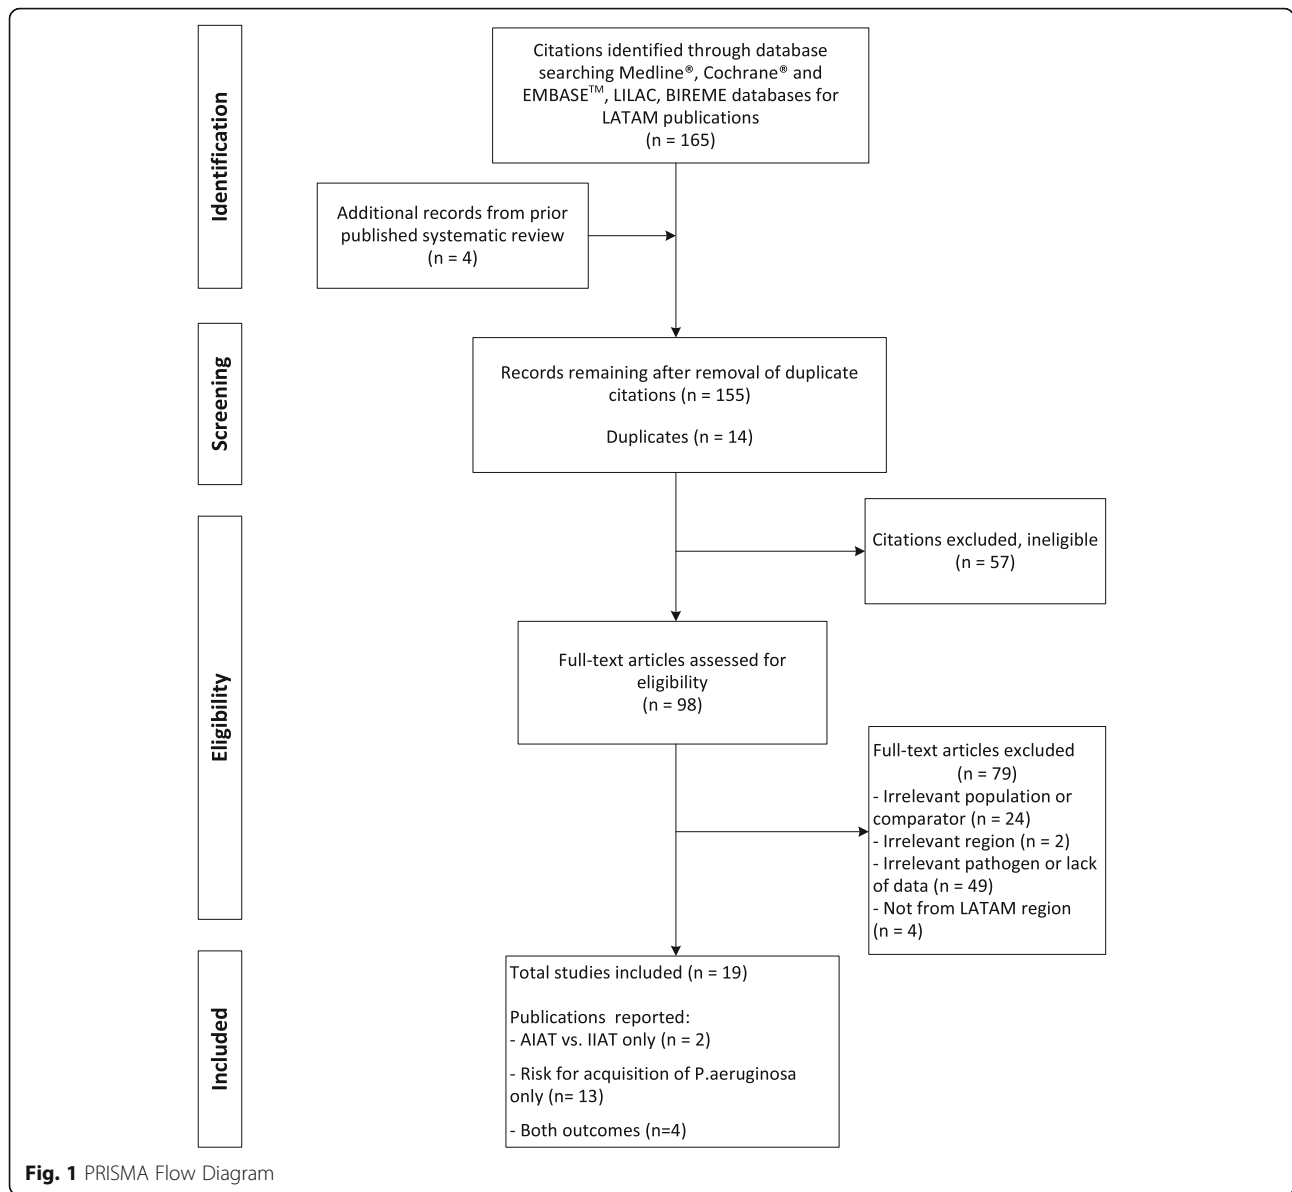 Identification
Citations identified through database
searching Medline®, Cochrane® and
EMBASE™, LILAC, BIREME databases for
LATAM publications
(n = 165)
Additional records from prior
published systematic review
(n = 4)
Screening
Records remaining after removal of duplicate
citations (n = 155)
Duplicates (n = 14)
Eligibility
Citations excluded, ineligible
(n = 57)
Full-text articles assessed for
eligibility
(n = 98)
Full-text articles excluded
(n = 79)
- Irrelevant population or
comparator (n = 24)
- Irrelevant region (n = 2)
- Irrelevant pathogen or lack
of data (n = 49)
- Not from LATAM region
(n = 4)
Included
Total studies included (n = 19)
Publications reported:
- AIAT vs. IIAT only (n = 2)
- Risk for acquisition of P.aeruginosa
only (n= 13)
- Both outcomes (n=4)
Fig. 1 PRISMA Flow Diagram